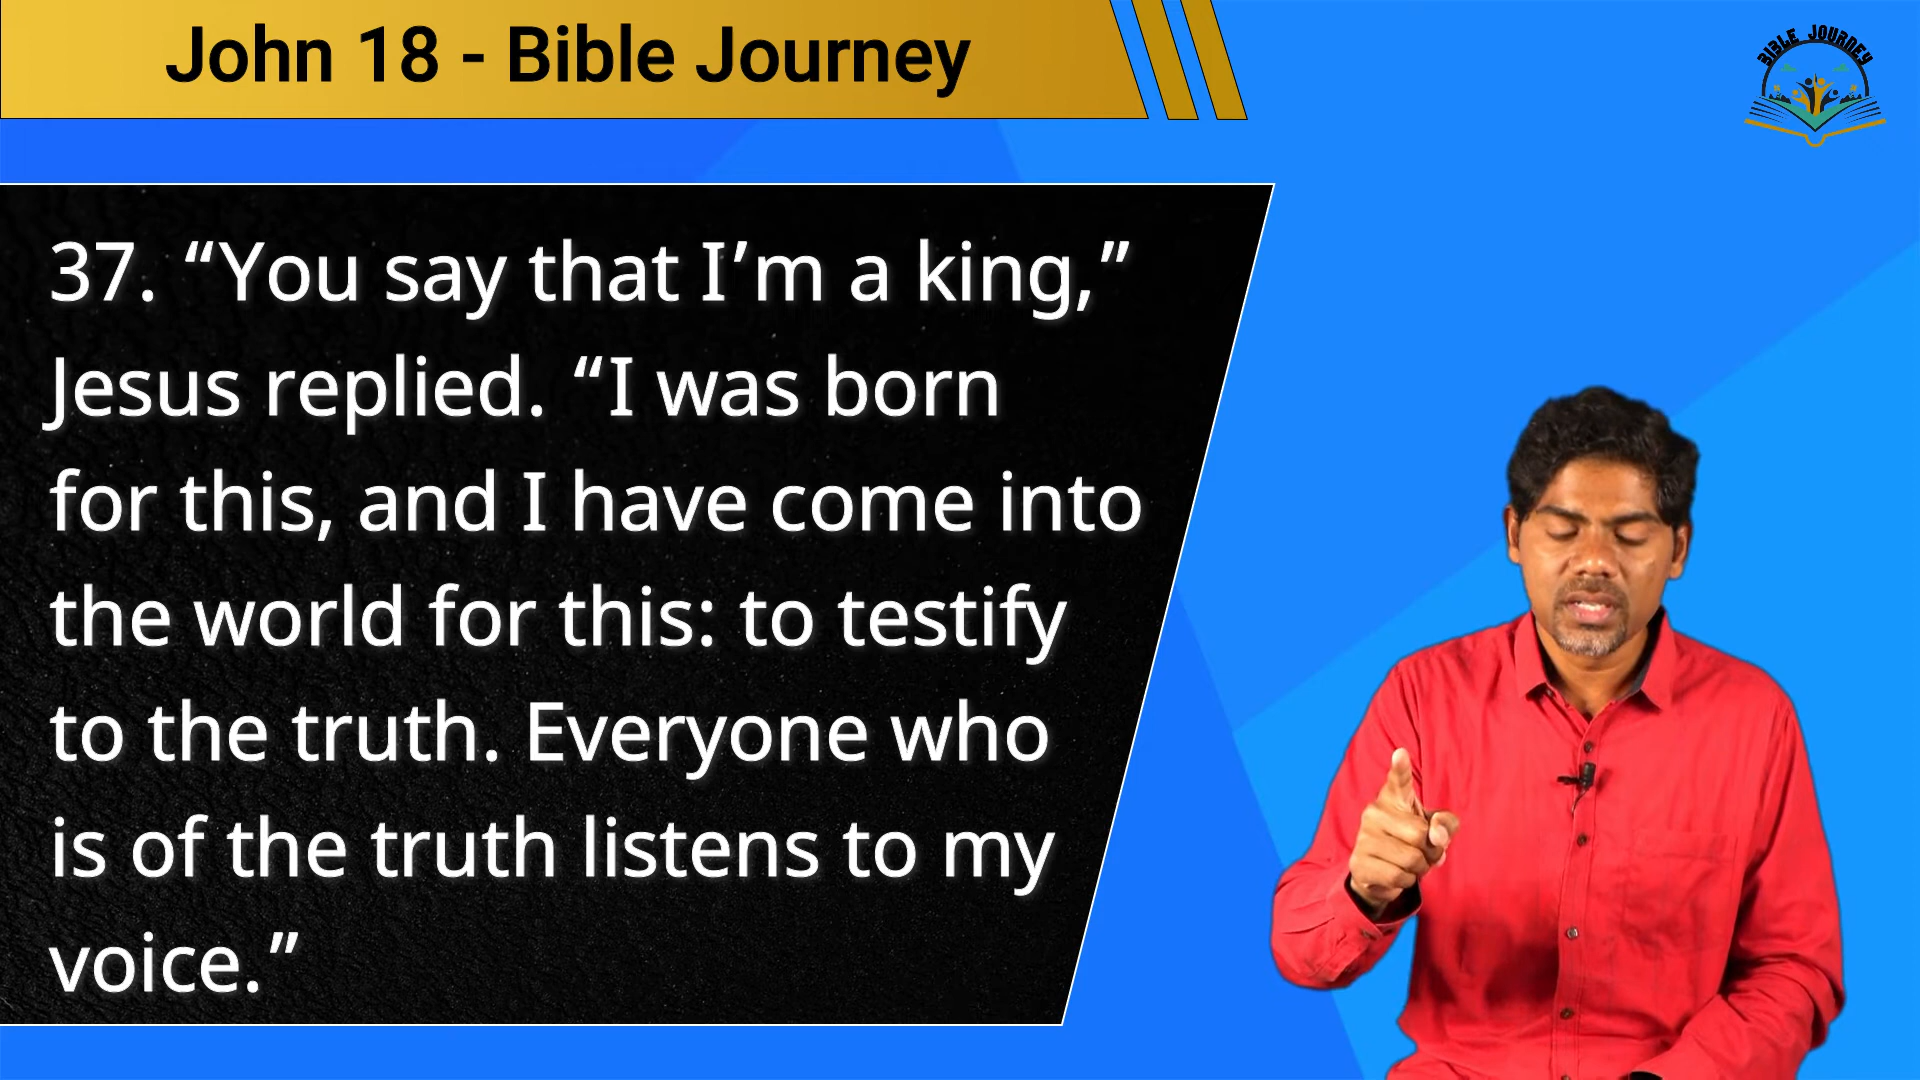 John 18 - Bible Journey
BIBLE JOURNEY
37. “You say that I’m a king,”
Jesus replied. “I was born
for this, and I have come into
the world for this: to testify
to the truth. Everyone who
is of the truth listens to my
voice.”